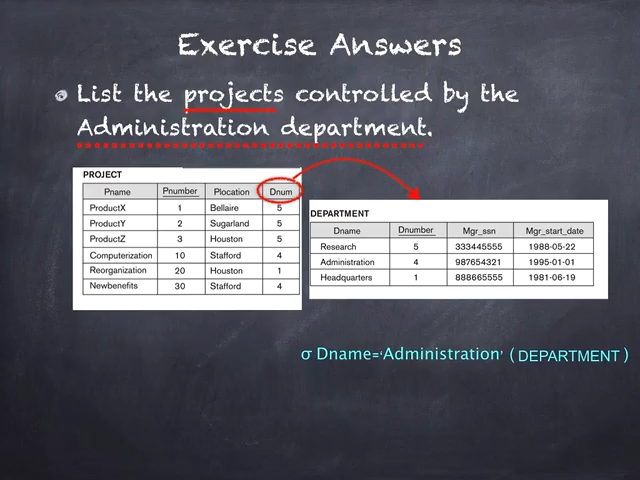 Exercise Answers
List the projects controlled by the
Administration department.
PROJECT
Pname Pnumber Plocation Dnum
ProductX 1 Bellaire 5
ProductY 2 Sugarland 5
ProductZ 3 Houston 5
Computerization 10 Stafford 4
Reorganization 20 Houston 1
Newbenefits 30 Stafford 4
DEPARTMENT
Dname Dnumber Mgr_ssn Mgr_start_date
Research 5 333445555 1988-05-22
Administration 4 987654321 1995-01-01
Headquarters 1 888665555 1981-06-19
σ Dname=‘Administration’ ( DEPARTMENT )